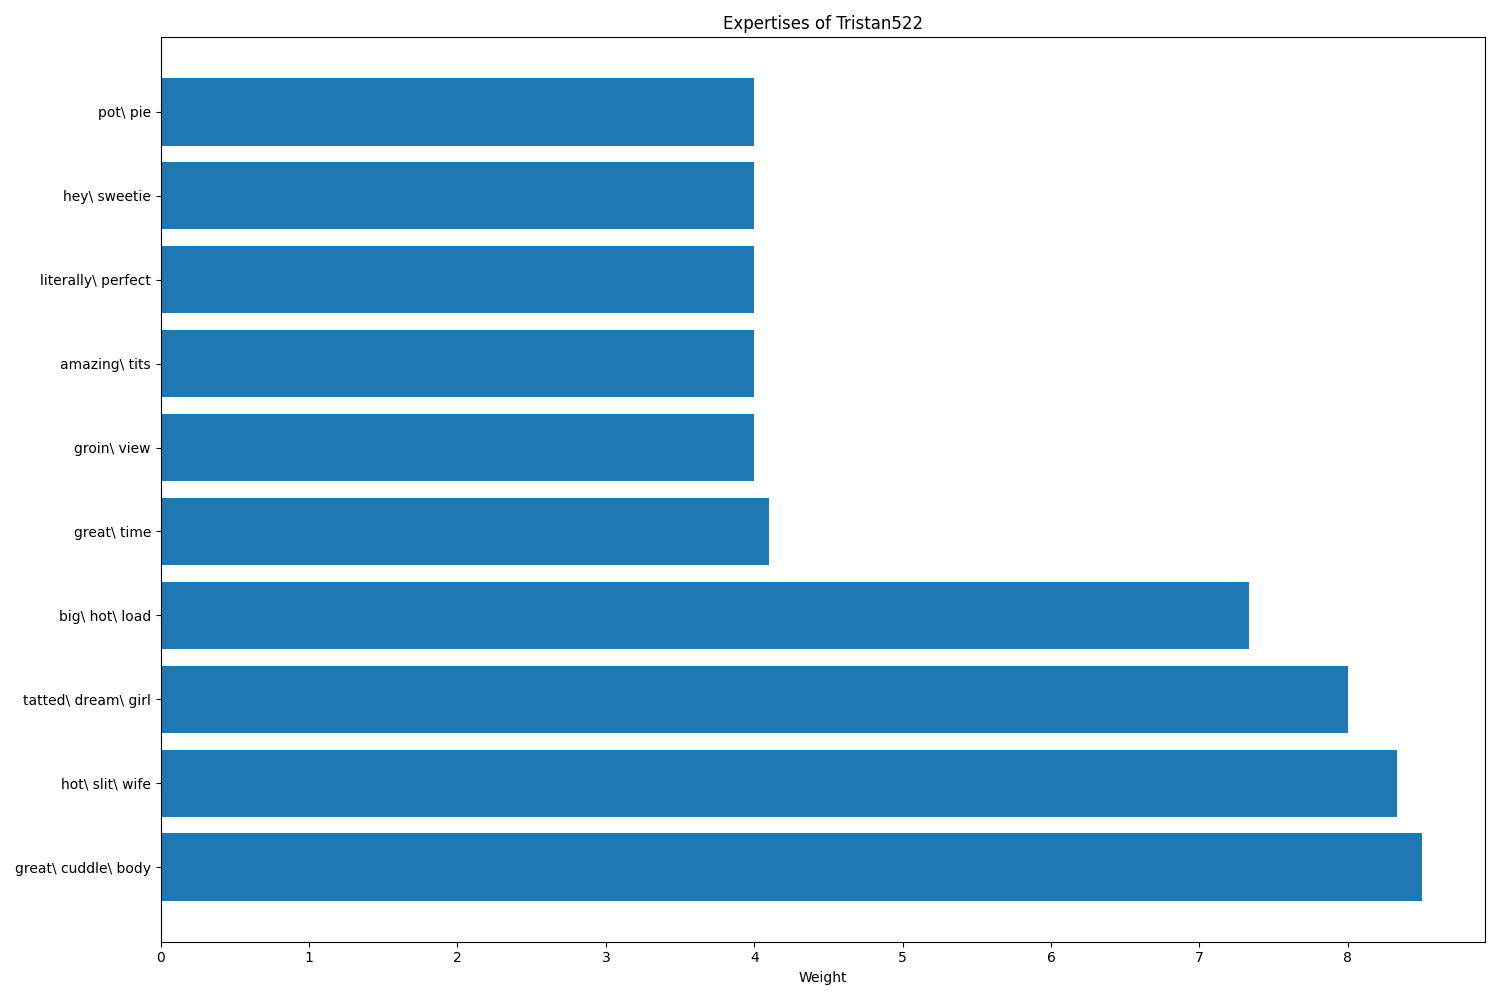 Expertises of Tristan522
pot\ pie
hey\ sweetie
literally\ perfect
amazing\ tits
groin\ view
great\ time
big\ hot\ load
tatted\ dream\ girl
hot\ slit\ wife
great\ cuddle\ body
0 1 2 3 4 5 6 7 8
Weight